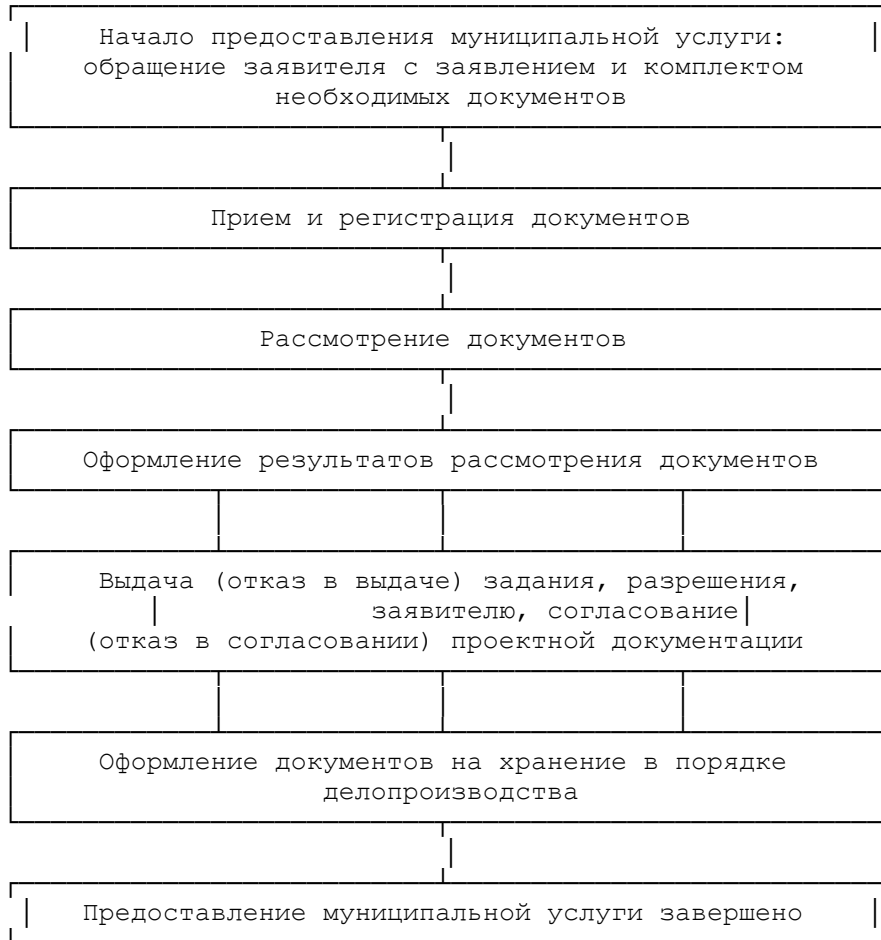 Начало предоставления муниципальной услуги:
обращение заявителя с заявлением и комплектом
необходимых документов
Прием и регистрация документов
Рассмотрение документов
Оформление результатов рассмотрения документов
Выдача (отказ в выдаче) задания, разрешения,
заявителю, согласование
(отказ в согласовании) проектной документации
Оформление документов на хранение в порядке
делопроизводства
Предоставление муниципальной услуги завершено